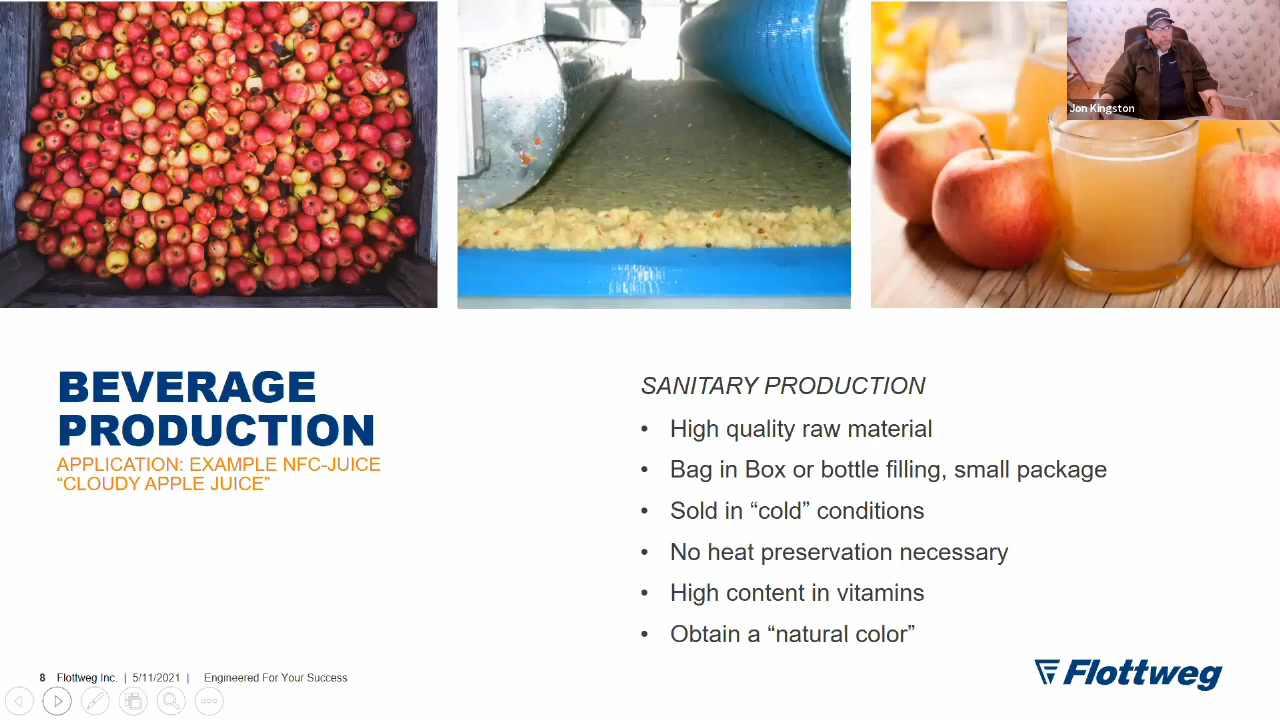 Jon Kingston
BEVERAGE
PRODUCTION
APPLICATION: EXAMPLE NFC-JUICE
“CLOUDY APPLE JUICE”
SANITARY PRODUCTION
• High quality raw material
• Bag in Box or bottle filling, small package
• Sold in “cold” conditions
• No heat preservation necessary
• High content in vitamins
• Obtain a “natural color”
8 Flottweg Inc. | 5/11/2021 | Engineered For Your Success
Flottweg